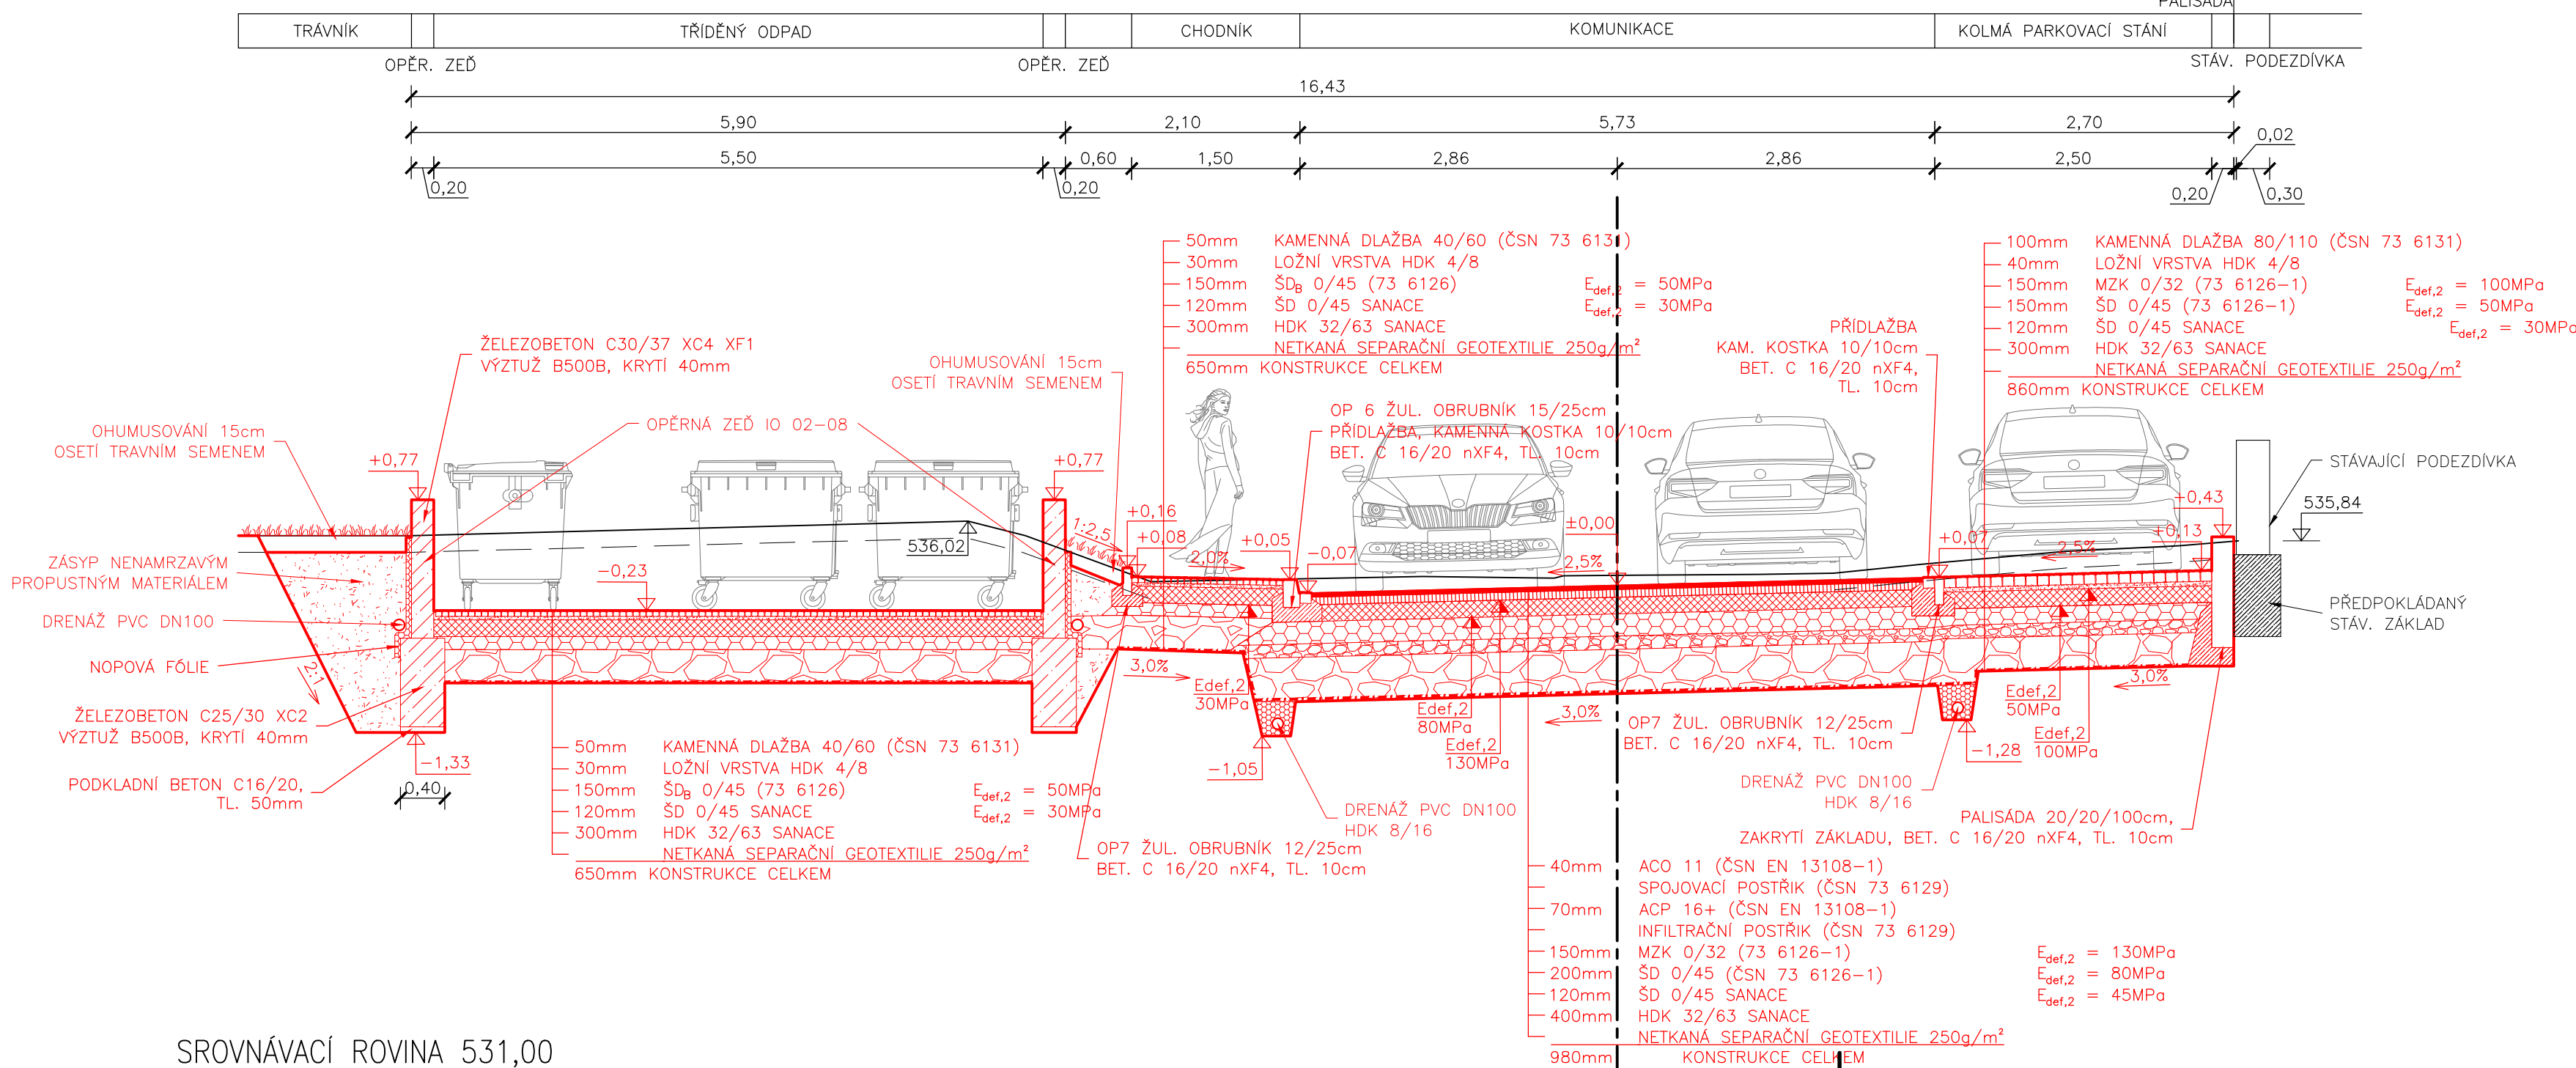 PALISÁDA
TRÁVNÍK
TŘÍDĚNÝ ODPAD
CHODNÍK
KOMUNIKACE
KOLMÁ PARKOVACÍ STÁNÍ
OPĚR. ZEĎ
OPĚR. ZEĎ
STÁV. PODEZDÍVKA
16,43
5,90
2,10
5,73
2,70
0,02
5,50
0,60
1,50
2,86
2,86
2,50
0,20
0,20
0,20
0,30
50mm KAMENNÁ DLAŽBA 40/60 (ČSN 73 6131)
30mm LOŽNÍ VRSTVA HDK 4/8
150mm ŠDB 0/45 (73 6126) Edef,2 = 50MPa
120mm ŠD 0/45 SANACE Edef,2 = 30MPa
300mm HDK 32/63 SANACE
NETKANÁ SEPARAČNÍ GEOTEXTILIE 250g/m²
650mm KONSTRUKCE CELKEM
100mm KAMENNÁ DLAŽBA 80/110 (ČSN 73 6131)
40mm LOŽNÍ VRSTVA HDK 4/8
150mm MZK 0/32 (73 6126-1) Edef,2 = 100MPa
150mm ŠD 0/45 (73 6126-1) Edef,2 = 50MPa
120mm ŠD 0/45 SANACE Edef,2 = 30MPa
300mm HDK 32/63 SANACE
NETKANÁ SEPARAČNÍ GEOTEXTILIE 250g/m²
860mm KONSTRUKCE CELKEM
PŘÍDLAŽBA
KAM. KOSTKA 10/10cm
BET. C 16/20 nXF4,
TL. 10cm
ŽELEZOBETON C30/37 XC4 XF1
VÝZTUŽ B500B, KRYTÍ 40mm
OHUMUSOVÁNÍ 15cm
OSETÍ TRAVNÍM SEMENEM
OPĚRNÁ ZEĎ IO 02-08
OP 6 ŽUL. OBRUBNÍK 15/25cm
PŘÍDLAŽBA, KAMENNÁ KOSTKA 10/10cm
BET. C 16/20 nXF4, TL. 10cm
OHUMUSOVÁNÍ 15cm
OSETÍ TRAVNÍM SEMENEM
+0,77
+0,77
STÁVAJÍCÍ PODEZDÍVKA
535,84
+0,43
+0,13
+0,16
+0,08
1:2,5
2,0%
+0,05
-0,07
±0,00
2,5%
+0,07
2,5%
536,02
-0,23
ZÁSYP NENAMRZAVÝM
PROPUSTNÝM MATERIÁLEM
DRENÁŽ PVC DN100
NOPOVÁ FÓLIE
2:1
ŽELEZOBETON C25/30 XC2
VÝZTUŽ B500B, KRYTÍ 40mm
PODKLADNÍ BETON C16/20,
TL. 50mm
-1,33
0,40
PŘEDPOKLÁDANÝ
STÁV. ZÁKLAD
3,0%
Edef,2
30MPa
-1,05
Edef,2
80MPa
Edef,2
130MPa
3,0%
Edef,2
50MPa
Edef,2
100MPa
3,0%
-1,28
OP7 ŽUL. OBRUBNÍK 12/25cm
BET. C 16/20 nXF4, TL. 10cm
DRENÁŽ PVC DN100
HDK 8/16
DRENÁŽ PVC DN100
HDK 8/16
PALISÁDA 20/20/100cm,
ZAKRYTÍ ZÁKLADU, BET. C 16/20 nXF4, TL. 10cm
50mm KAMENNÁ DLAŽBA 40/60 (ČSN 73 6131)
30mm LOŽNÍ VRSTVA HDK 4/8
150mm ŠDB 0/45 (73 6126) Edef,2 = 50MPa
120mm ŠD 0/45 SANACE Edef,2 = 30MPa
300mm HDK 32/63 SANACE
NETKANÁ SEPARAČNÍ GEOTEXTILIE 250g/m²
650mm KONSTRUKCE CELKEM
OP7 ŽUL. OBRUBNÍK 12/25cm
BET. C 16/20 nXF4, TL. 10cm
40mm ACO 11 (ČSN EN 13108-1)
SPOJOVACÍ POSTŘIK (ČSN 73 6129)
70mm ACP 16+ (ČSN EN 13108-1)
INFILTRAČNÍ POSTŘIK (ČSN 73 6129)
150mm MZK 0/32 (73 6126-1) Edef,2 = 130MPa
200mm ŠD 0/45 (ČSN 73 6126-1) Edef,2 = 80MPa
120mm ŠD 0/45 SANACE Edef,2 = 45MPa
400mm HDK 32/63 SANACE
NETKANÁ SEPARAČNÍ GEOTEXTILIE 250g/m²
980mm KONSTRUKCE CELKEM
SROVNÁVACÍ ROVINA 531,00